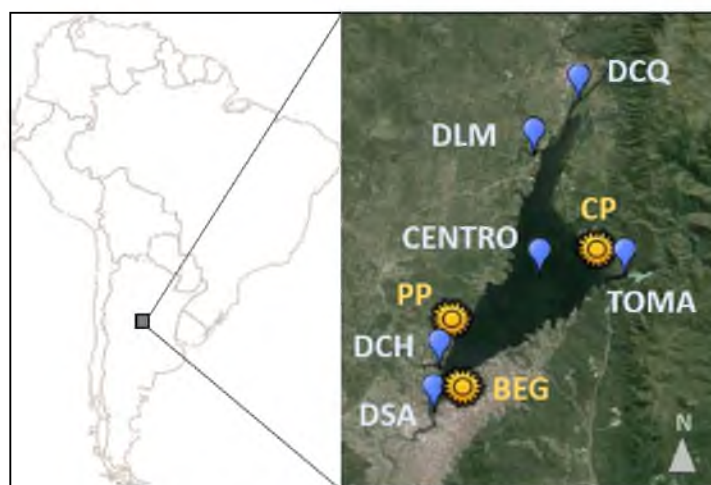 DCQ
DLM
CP
CENTRO
PP
TOMA
DCH
BEG
DSA
N